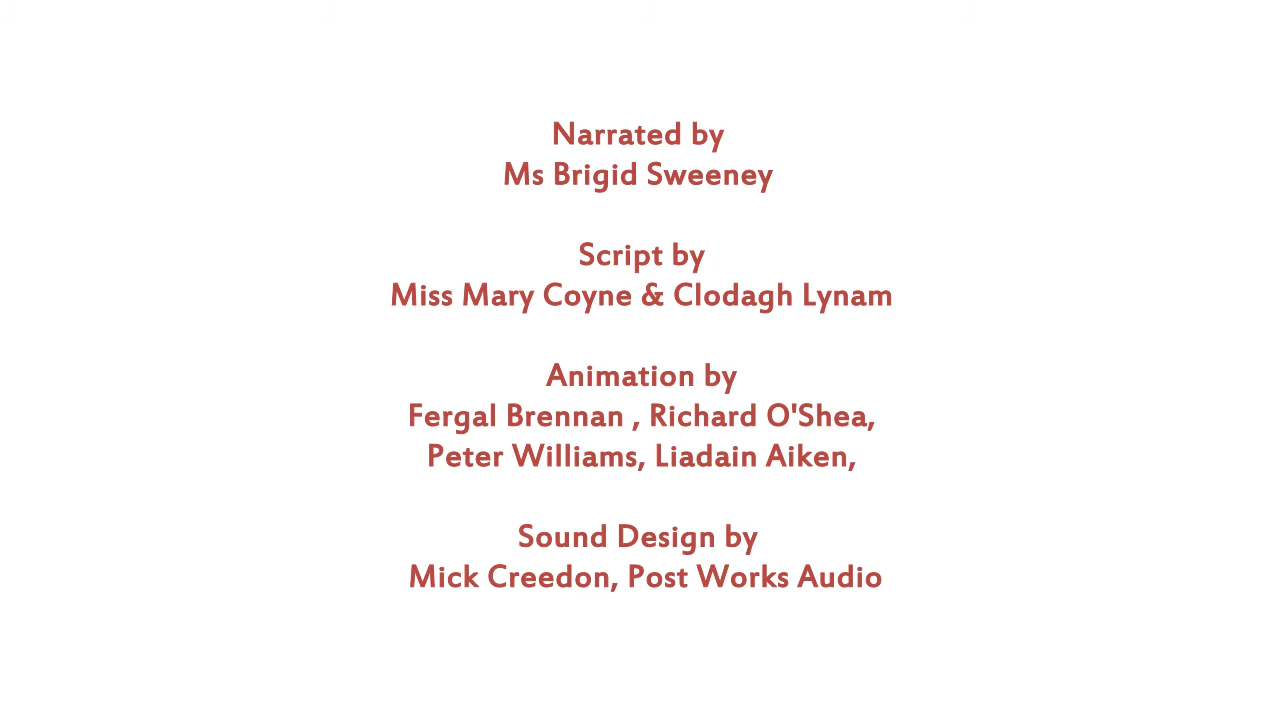 Narrated by
Ms Brigid Sweeney
Script by
Miss Mary Coyne & Clodagh Lynam
Animation by
Fergal Brennan , Richard O'Shea,
Peter Williams, Liadain Aiken,
Sound Design by
Mick Creedon, Post Works Audio